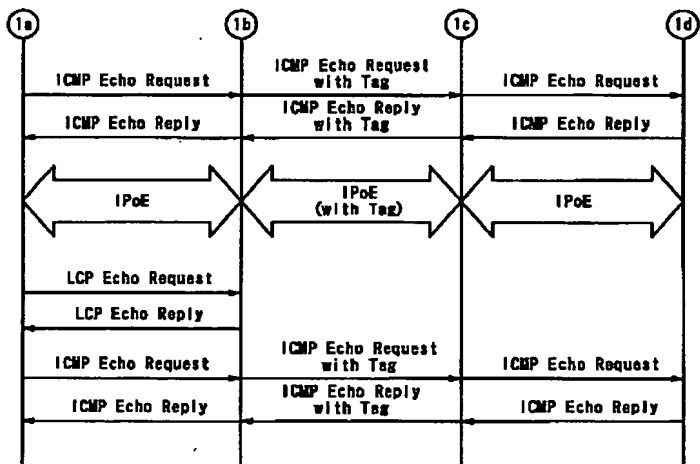 1a 1b 1c 1d
ICMP Echo Request
ICMP Echo Request
with Tag
ICMP Echo Request
ICMP Echo Reply
ICMP Echo Reply
with Tag
ICMP Echo Reply
IPoE
IPoE
(with Tag)
IPoE
LCP Echo Request
LCP Echo Reply
ICMP Echo Request
ICMP Echo Request
with Tag
ICMP Echo Request
ICMP Echo Reply
ICMP Echo Reply
with Tag
ICMP Echo Reply